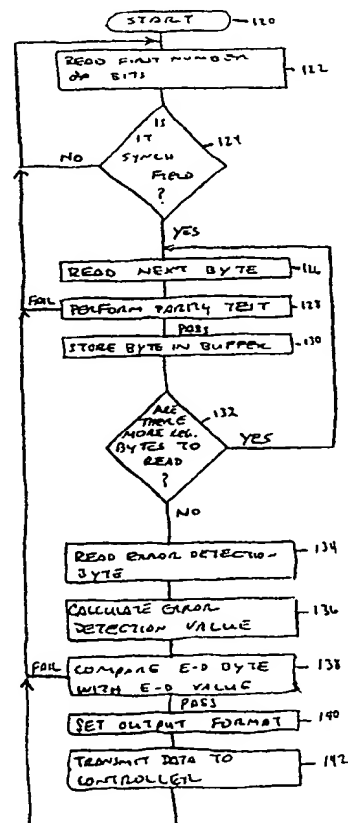 START 120
READ FIRST NUMBER
OF BITS 122
IS
IT 124
NO SYNCH
FIELD
?
YES
READ NEXT BYTE 126
FAIL PERFORM PARITY TEST 128
PASS
STORE BYTE IN BUFFER 130
ARE
THERE 132
MORE REG.
BYTES TO YES
READ
?
NO
READ ERROR DETECTION 134
BYTE
CALCULATE ERROR 136
DETECTION VALUE
FAIL COMPARE E-D BYTE 138
WITH E-D VALUE
PASS
SET OUTPUT FORMAT 140
TRANSMIT DATA TO 142
CONTROLLER